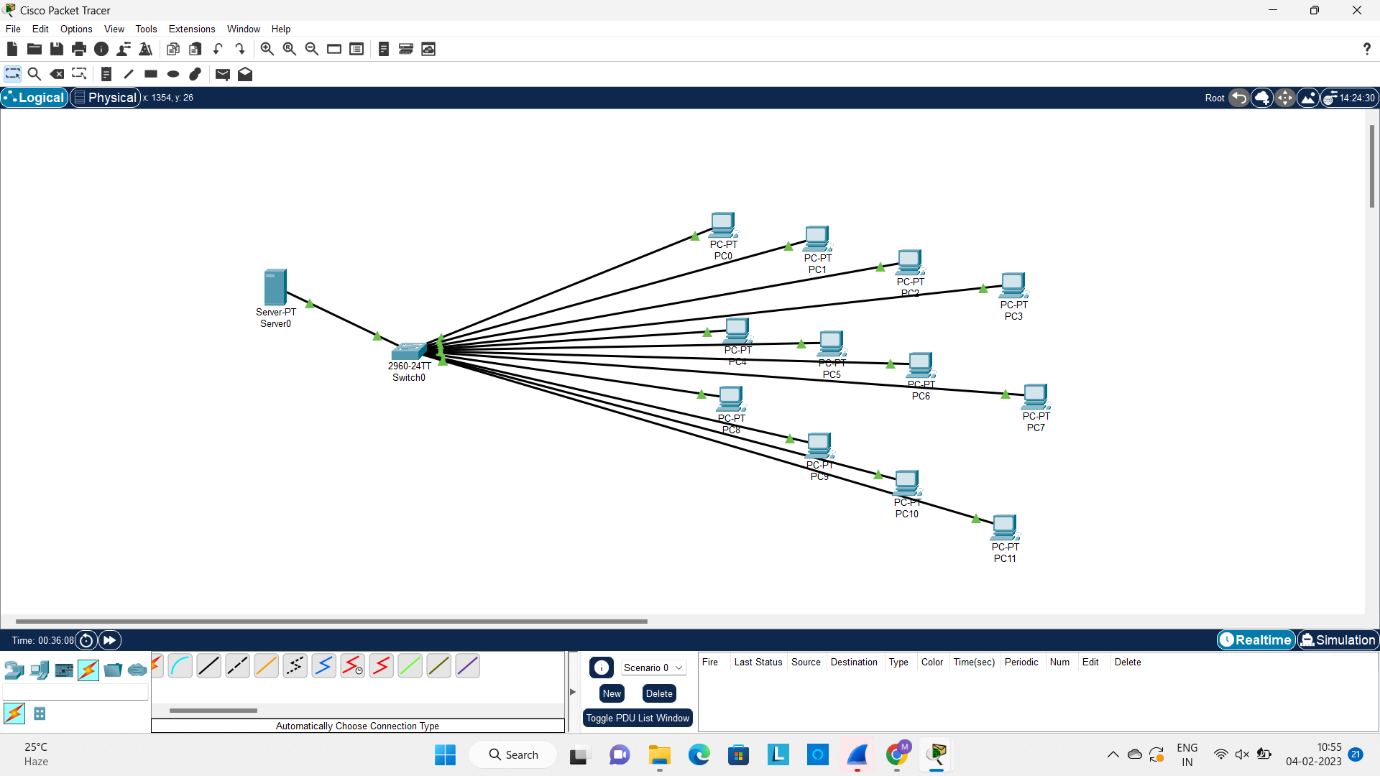 Cisco Packet Tracer
File Edit Options View Tools Extensions Window Help
?
Logical Physical x: 1354, y: 26 Root 14:24:30
PC-PT
PC0
PC-PT
PC1
PC-PT
PC2
PC-PT
PC3
Server-PT
Server0
PC-PT
PC4
PC-PT
PC5
2960-24TT
Switch0
PC-PT
PC6
PC-PT
PC7
PC-PT
PC8
PC-PT
PC9
PC-PT
PC10
PC-PT
PC11
Time: 00:36:08 Realtime Simulation
Scenario 0 Fire Last Status Source Destination Type Color Time(sec) Periodic Num Edit Delete
New Delete
Toggle PDU List Window
Automatically Choose Connection Type
25°C
Haze
Search
M
L
ENG
IN
10:55
04-02-2023
21